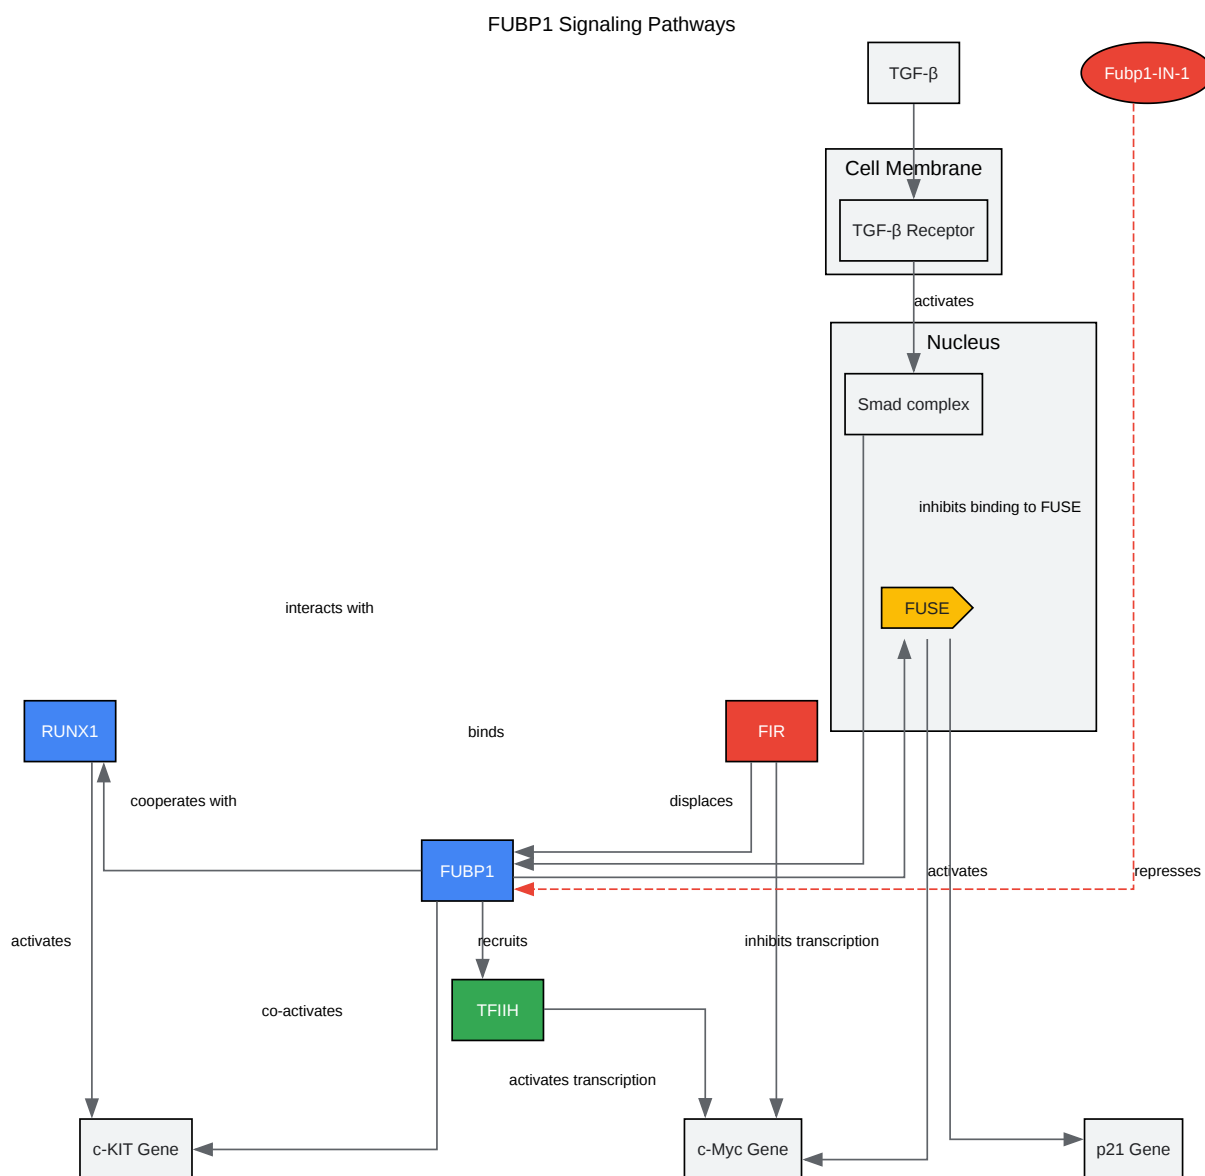 FUBP1 Signaling Pathways
TGF-β
Fubp1-IN-1
Cell Membrane
TGF-β Receptor
activates
Nucleus
Smad complex
inhibits binding to FUSE
FUSE
interacts with
RUNX1
binds
FIR
cooperates with
displaces
FUBP1
activates
represses
activates
recruits
inhibits transcription
TFIIH
co-activates
activates transcription
c-KIT Gene
c-Myc Gene
p21 Gene